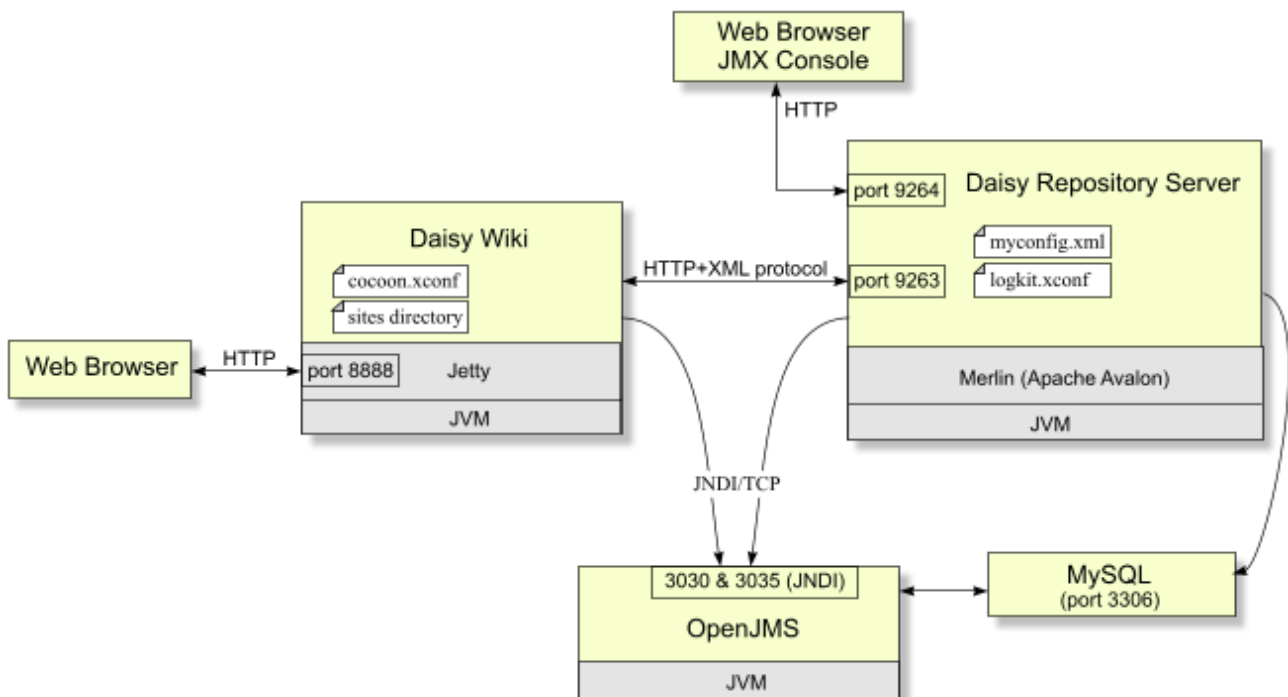 Web Browser
JMX Console
HTTP
Daisy Repository Server
port 9264
myconfig.xml
logkit.xconf
port 9263
HTTP+XML protocol
Daisy Wiki
cocoon.xconf
sites directory
Web Browser
HTTP
port 8888
Jetty
JVM
Merlin (Apache Avalon)
JVM
JNDI/TCP
3030 & 3035 (JNDI)
OpenJMS
JVM
MySQL
(port 3306)